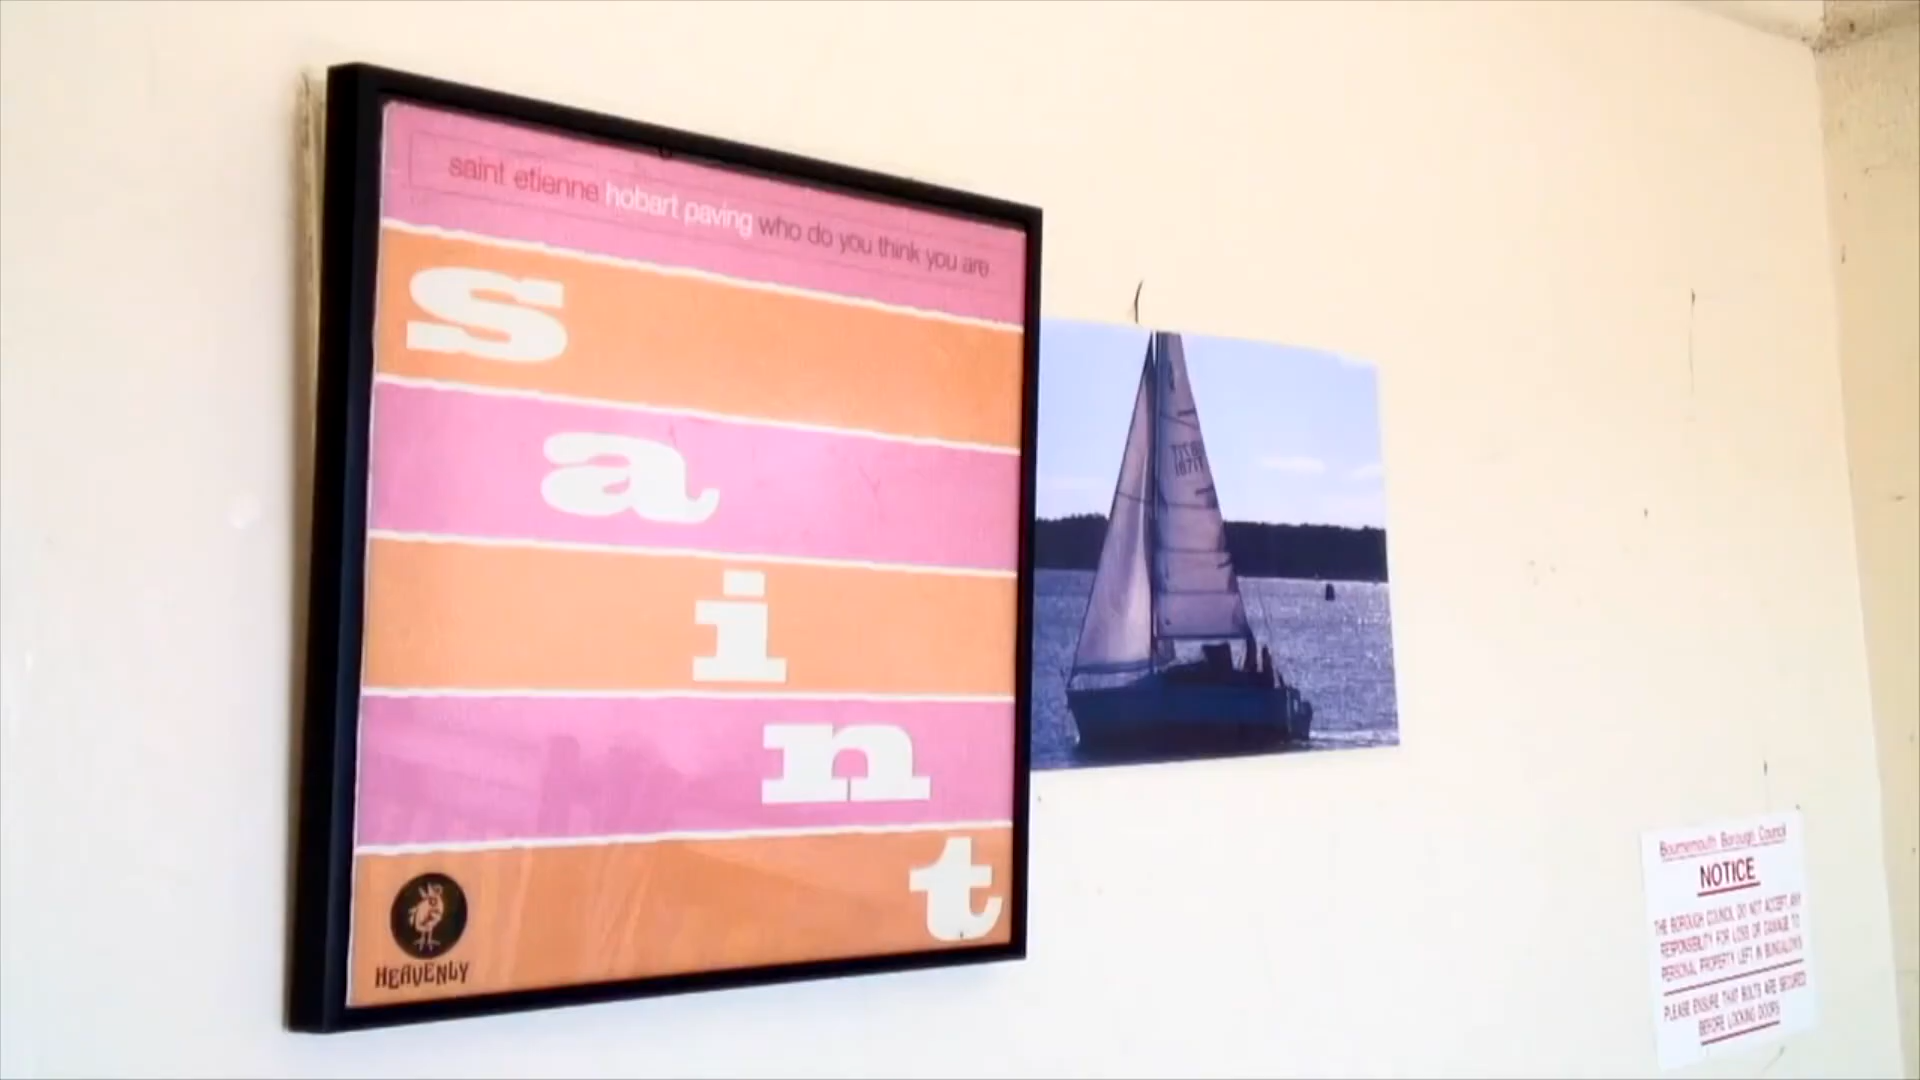 saint etienne hobart paving who do you think you are
s
a
i
n
t
HEAVENLY
Bournemouth Borough Council
NOTICE
THE BOROUGH COUNCIL DO NOT ACCEPT ANY
RESPONSIBILITY FOR LOSS OR DAMAGE TO
PERSONAL PROPERTY LEFT IN BUNGALOWS
PLEASE ENSURE THAT BOLTS ARE SECURED
BEFORE LOCKING DOORS